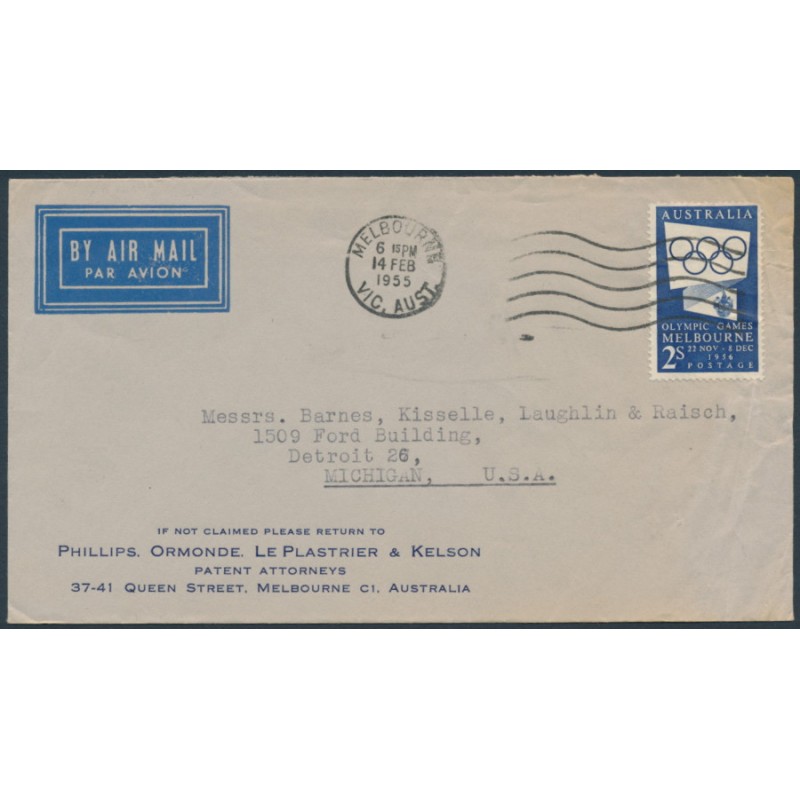 BY AIR MAIL
PAR AVION
MELBOURNE
6 15PM
14 FEB
1955
VIC. AUST.
AUSTRALIA
OLYMPIC GAMES
MELBOURNE
2S 22 NOV - 8 DEC
1956
POSTAGE
Messrs. Barnes, Kisselle, Laughlin & Raisch,
1509 Ford Building,
Detroit 26,
MICHIGAN, U.S.A.
IF NOT CLAIMED PLEASE RETURN TO
PHILLIPS, ORMONDE, LE PLASTRIER & KELSON
PATENT ATTORNEYS
37-41 QUEEN STREET, MELBOURNE C1, AUSTRALIA